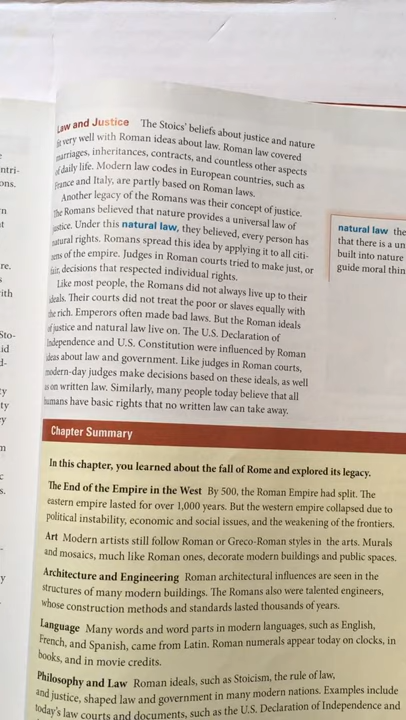 Law and Justice The Stoics' beliefs about justice and nature
fit very well with Roman ideas about law. Roman law covered
marriages, inheritances, contracts, and countless other aspects
of daily life. Modern law codes in European countries, such as
France and Italy, are partly based on Roman laws.
Another legacy of the Romans was their concept of justice.
The Romans believed that nature provides a universal law of
justice. Under this natural law, they believed, every person has
natural rights. Romans spread this idea by applying it to all citi-
zens of the empire. Judges in Roman courts tried to make just, or
fair, decisions that respected individual rights.
Like most people, the Romans did not always live up to their
ideals. Their courts did not treat the poor or slaves equally with
the rich. Emperors often made bad laws. But the Roman ideals
of justice and natural law live on. The U.S. Declaration of
Independence and U.S. Constitution were influenced by Roman
ideas about law and government. Like judges in Roman courts,
modern-day judges make decisions based on these ideals, as well
as on written law. Similarly, many people today believe that all
humans have basic rights that no written law can take away.
natural law the
that there is a un
built into nature
guide moral thin
Chapter Summary
In this chapter, you learned about the fall of Rome and explored its legacy.
The End of the Empire in the West By 500, the Roman Empire had split. The
eastern empire lasted for over 1,000 years. But the western empire collapsed due to
political instability, economic and social issues, and the weakening of the frontiers.
Art Modern artists still follow Roman or Greco-Roman styles in the arts. Murals
and mosaics, much like Roman ones, decorate modern buildings and public spaces.
Architecture and Engineering Roman architectural influences are seen in the
structures of many modern buildings. The Romans also were talented engineers,
whose construction methods and standards lasted thousands of years.
Language Many words and word parts in modern languages, such as English,
French, and Spanish, came from Latin. Roman numerals appear today on clocks, in
books, and in movie credits.
Philosophy and Law Roman ideals, such as Stoicism, the rule of law,
and justice, shaped law and government in many modern nations. Examples include
today's law courts and documents, such as the U.S. Declaration of Independence and